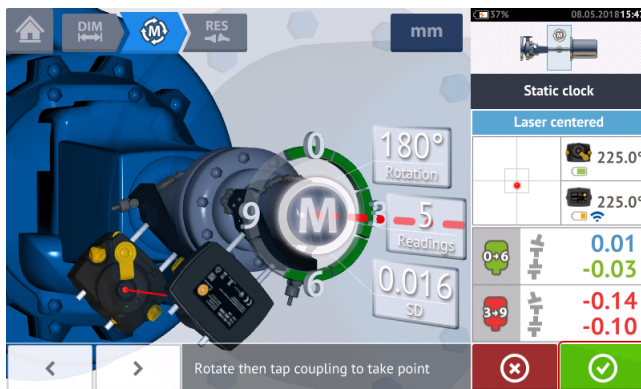 37% 08.05.2018 15:47
DIM
M
RES
mm
Static clock
Laser centered
225.0°
225.0°
0
3
6
9
M
180°
Rotation
5
Readings
0.016
SD
0→6
0.01
-0.03
3→9
-0.14
-0.10
Rotate then tap coupling to take point